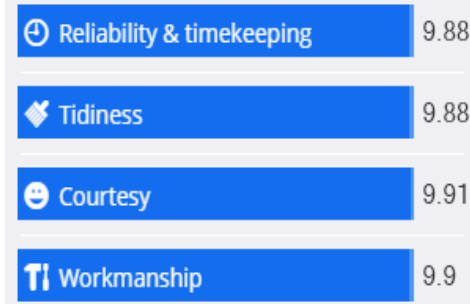 Reliability & timekeeping 9.88
Tidiness 9.88
Courtesy 9.91
Workmanship 9.9